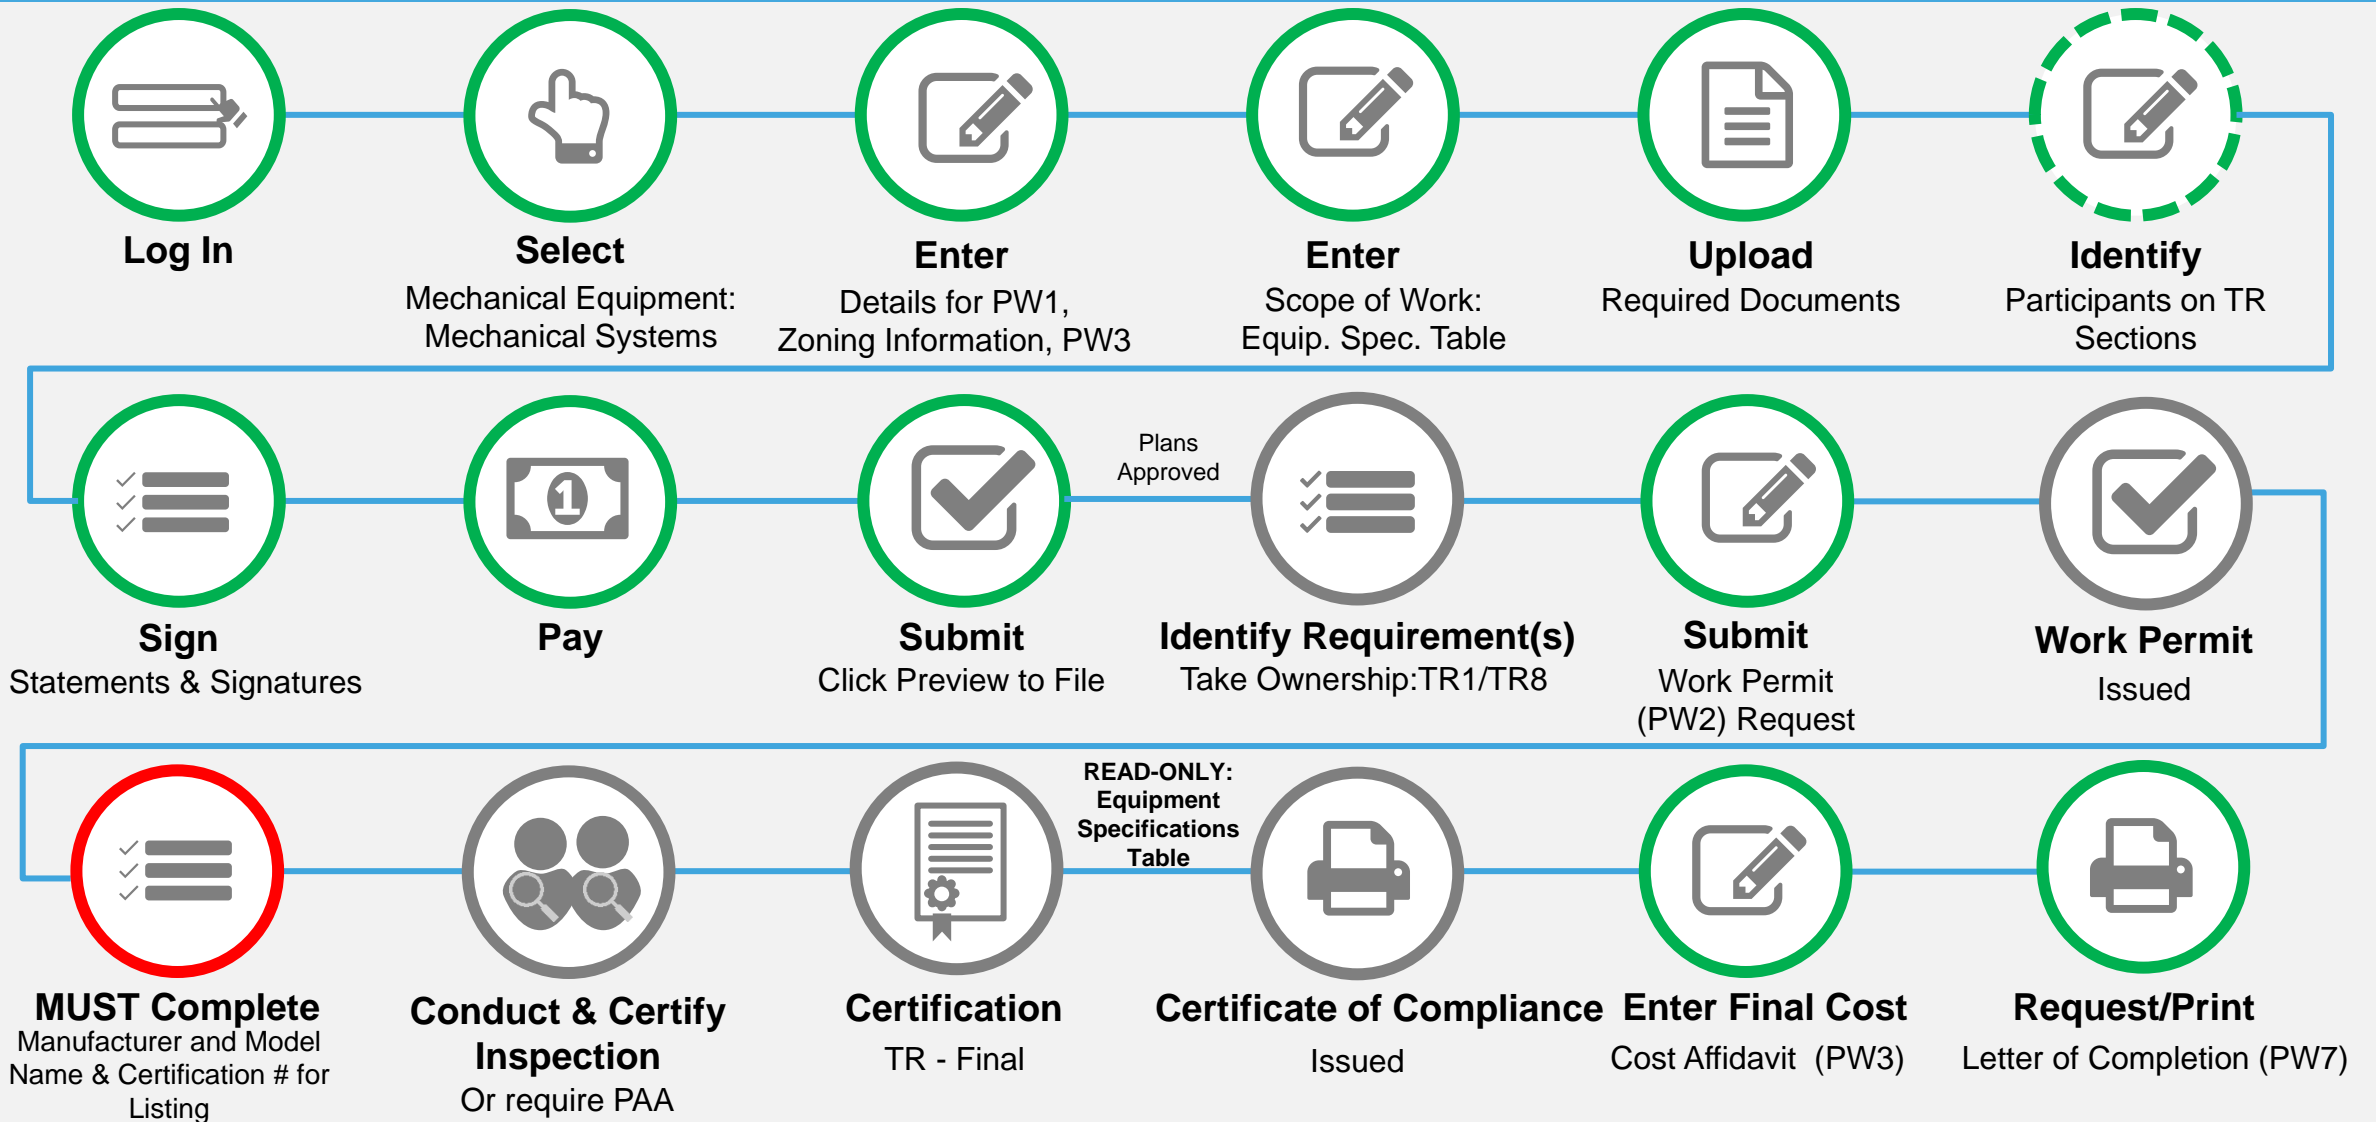 Log In
Select
Mechanical Equipment:
Mechanical Systems
Enter
Details for PW1,
Zoning Information, PW3
Enter
Scope of Work:
Equip. Spec. Table
Upload
Required Documents
Identify
Participants on TR
Sections
Sign
Statements & Signatures
1
Pay
Submit
Click Preview to File
Plans
Approved
Identify Requirement(s)
Take Ownership:TR1/TR8
Submit
Work Permit
(PW2) Request
Work Permit
Issued
MUST Complete
Manufacturer and Model
Name & Certification # for
Listing
Conduct & Certify
Inspection
Or require PAA
Certification
TR - Final
READ-ONLY:
Equipment
Specifications
Table
Certificate of Compliance
Issued
Enter Final Cost
Cost Affidavit (PW3)
Request/Print
Letter of Completion (PW7)